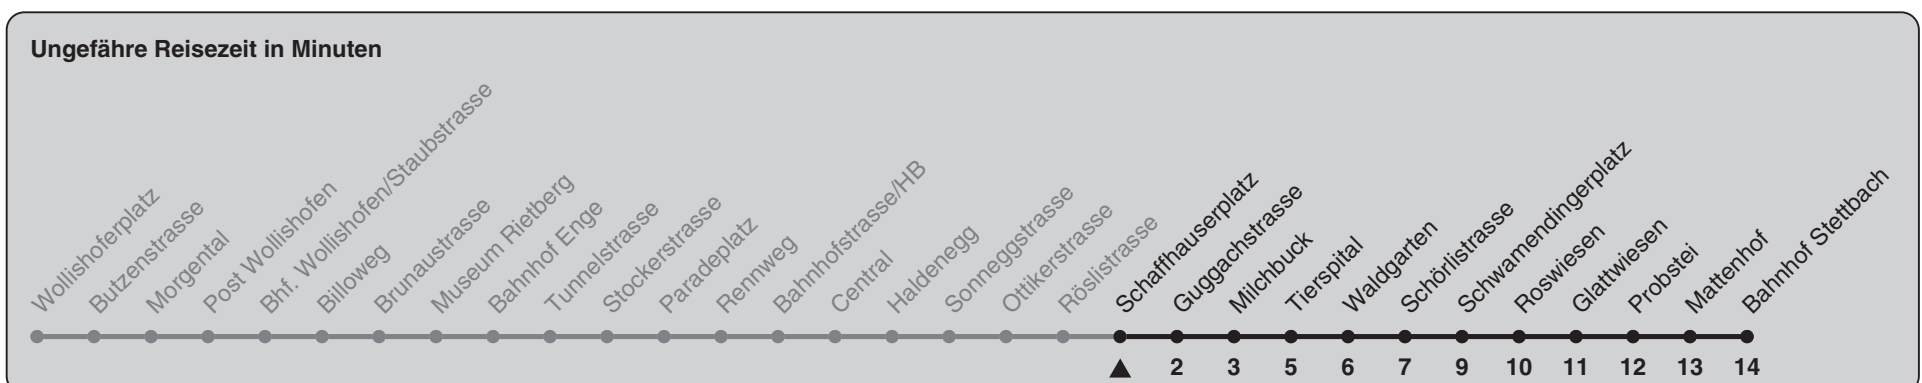 Ungefähre Reisezeit in Minuten
Wollishoferplatz
Butzenstrasse
Morgental
Post Wollishofen
Bhf. Wollishofen/Staubstrasse
Billoweg
Brunaustrasse
Museum Rietberg
Bahnhof Enge
Tunnelstrasse
Stockerstrasse
Paradeplatz
Rennweg
Bahnhofstrasse/HB
Central
Haldenegg
Sonneggstrasse
Ottikerstrasse
Röslistrasse
Schaffhauserplatz
Guggachstrasse
Milchbuck
Tierspital
Waldgarten
Schörlistrasse
Schwamendingerplatz
Roswiesen
Glattwiesen
Probstei
Mattenhof
Bahnhof Stettbach
2 3 5 6 7 9 10 11 12 13 14